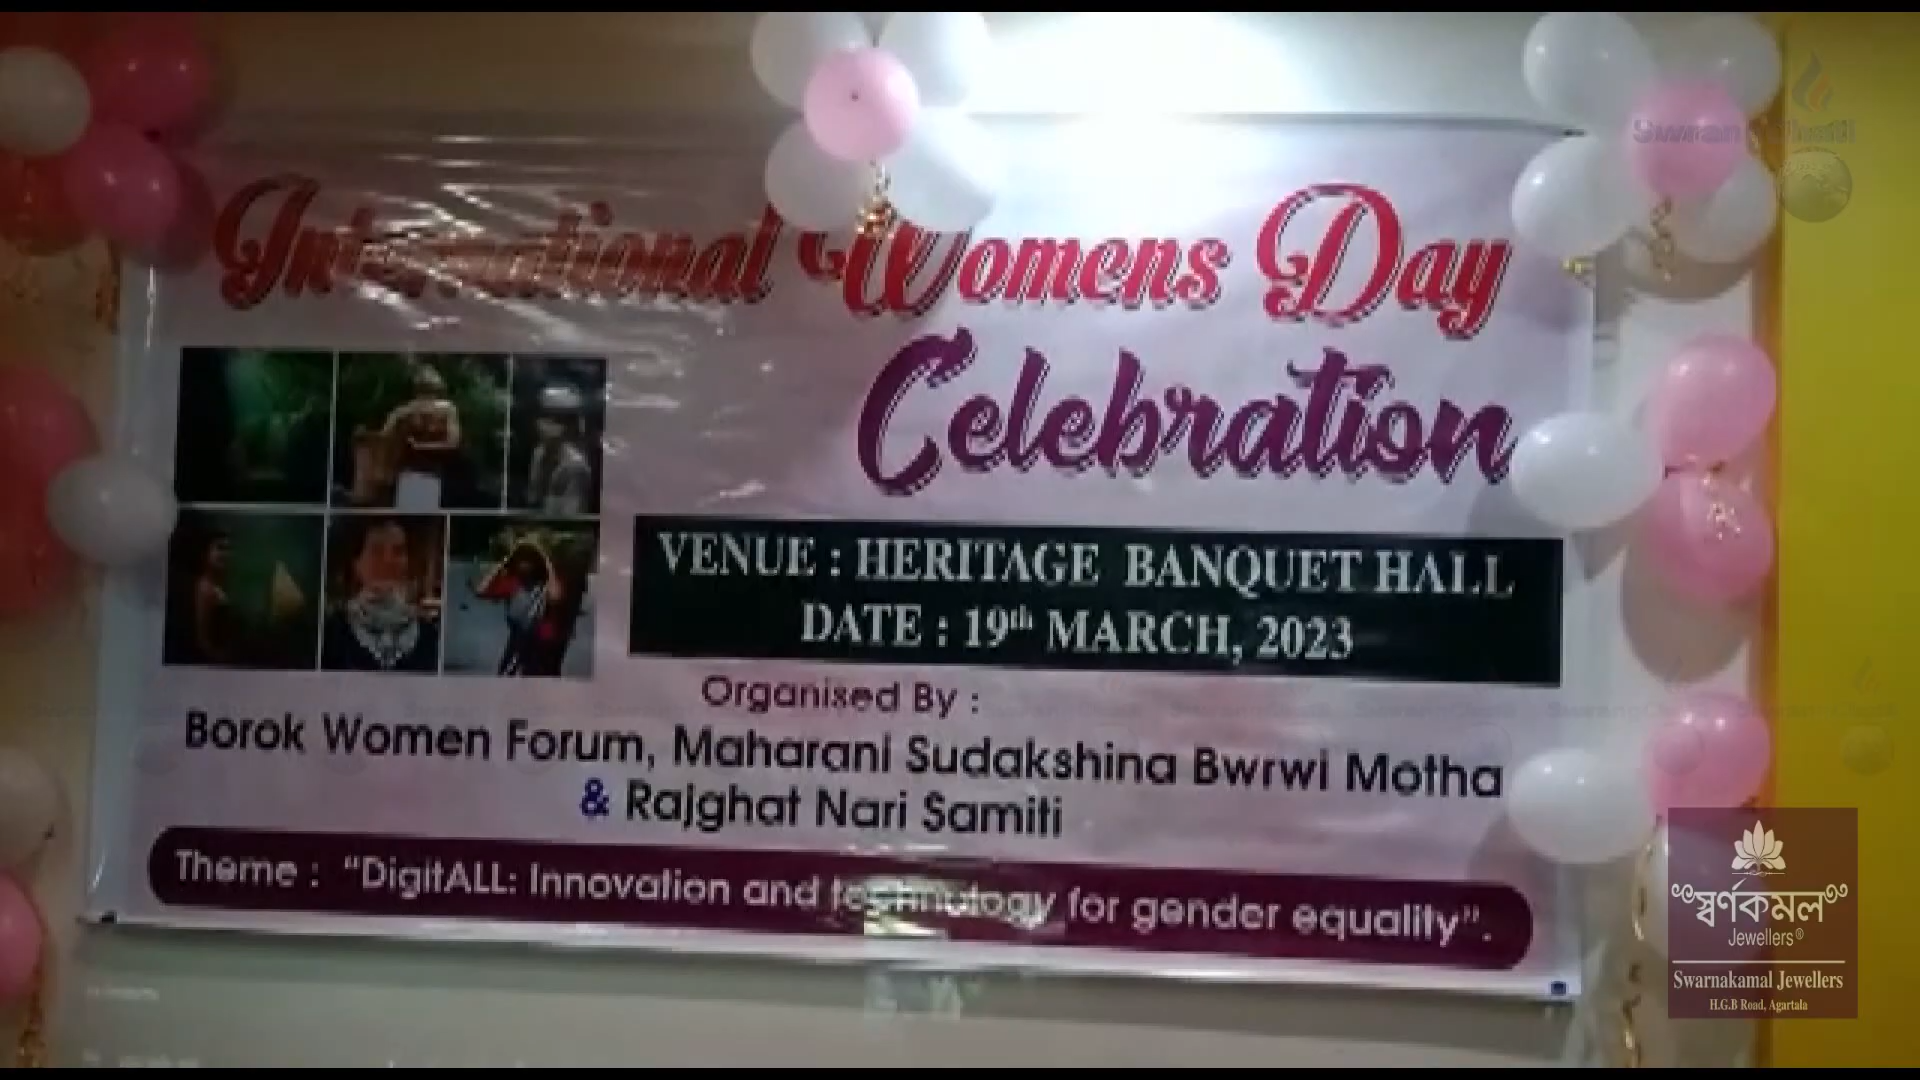 International Womens Day
Celebration
VENUE : HERITAGE BANQUET HALL
DATE : 19th MARCH, 2023
Organised By :
Borok Women Forum, Maharani Sudakshina Bwrwi Motha
& Rajghat Nari Samiti
Theme : “DigitALL: Innovation and technology for gender equality”.
স্বর্ণকমল
Jewellers®
Swarnakamal Jewellers
H.G.B Road, Agartala